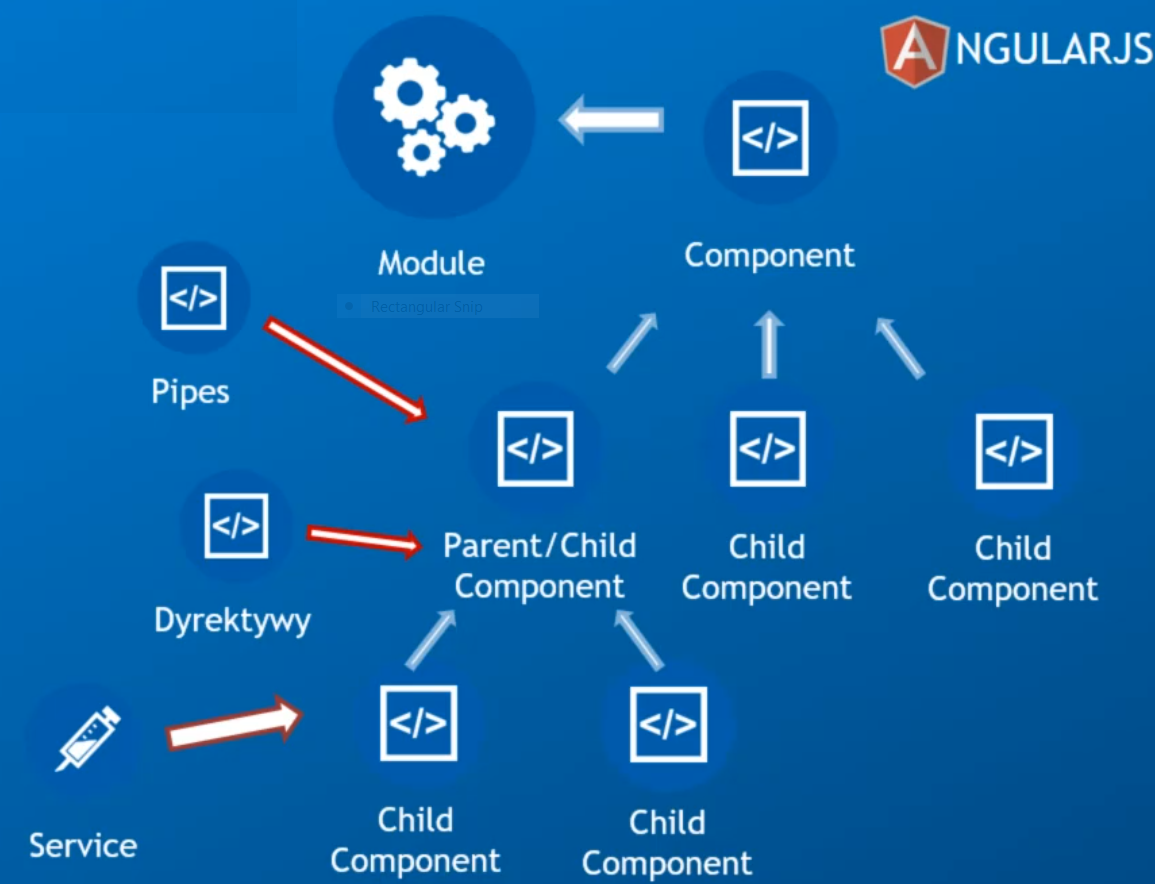 ANGULARJS
</>
</>
Module
Component
Rectangular Snip
Pipes
</>
</>
</>
</>
</>
Parent/Child
Component
Child
Component
Child
Component
Dyrektywy
</>
</>
Service
Child
Component
Child
Component